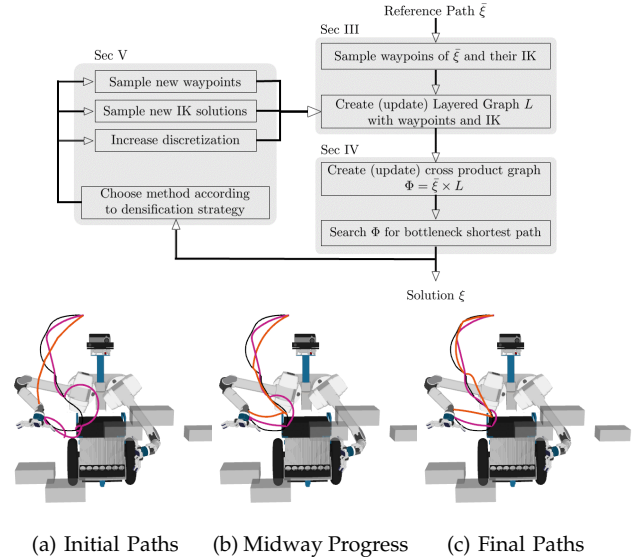 Reference Path ξ̄
Sec III
Sample waypoins of ξ̄ and their IK
Create (update) Layered Graph L
with waypoints and IK
Sec V
Sample new waypoints
Sample new IK solutions
Increase discretization
Choose method according
to densification strategy
Sec IV
Create (update) cross product graph
Φ = ξ̄ × L
Search Φ for bottleneck shortest path
Solution ξ
(a) Initial Paths
(b) Midway Progress
(c) Final Paths